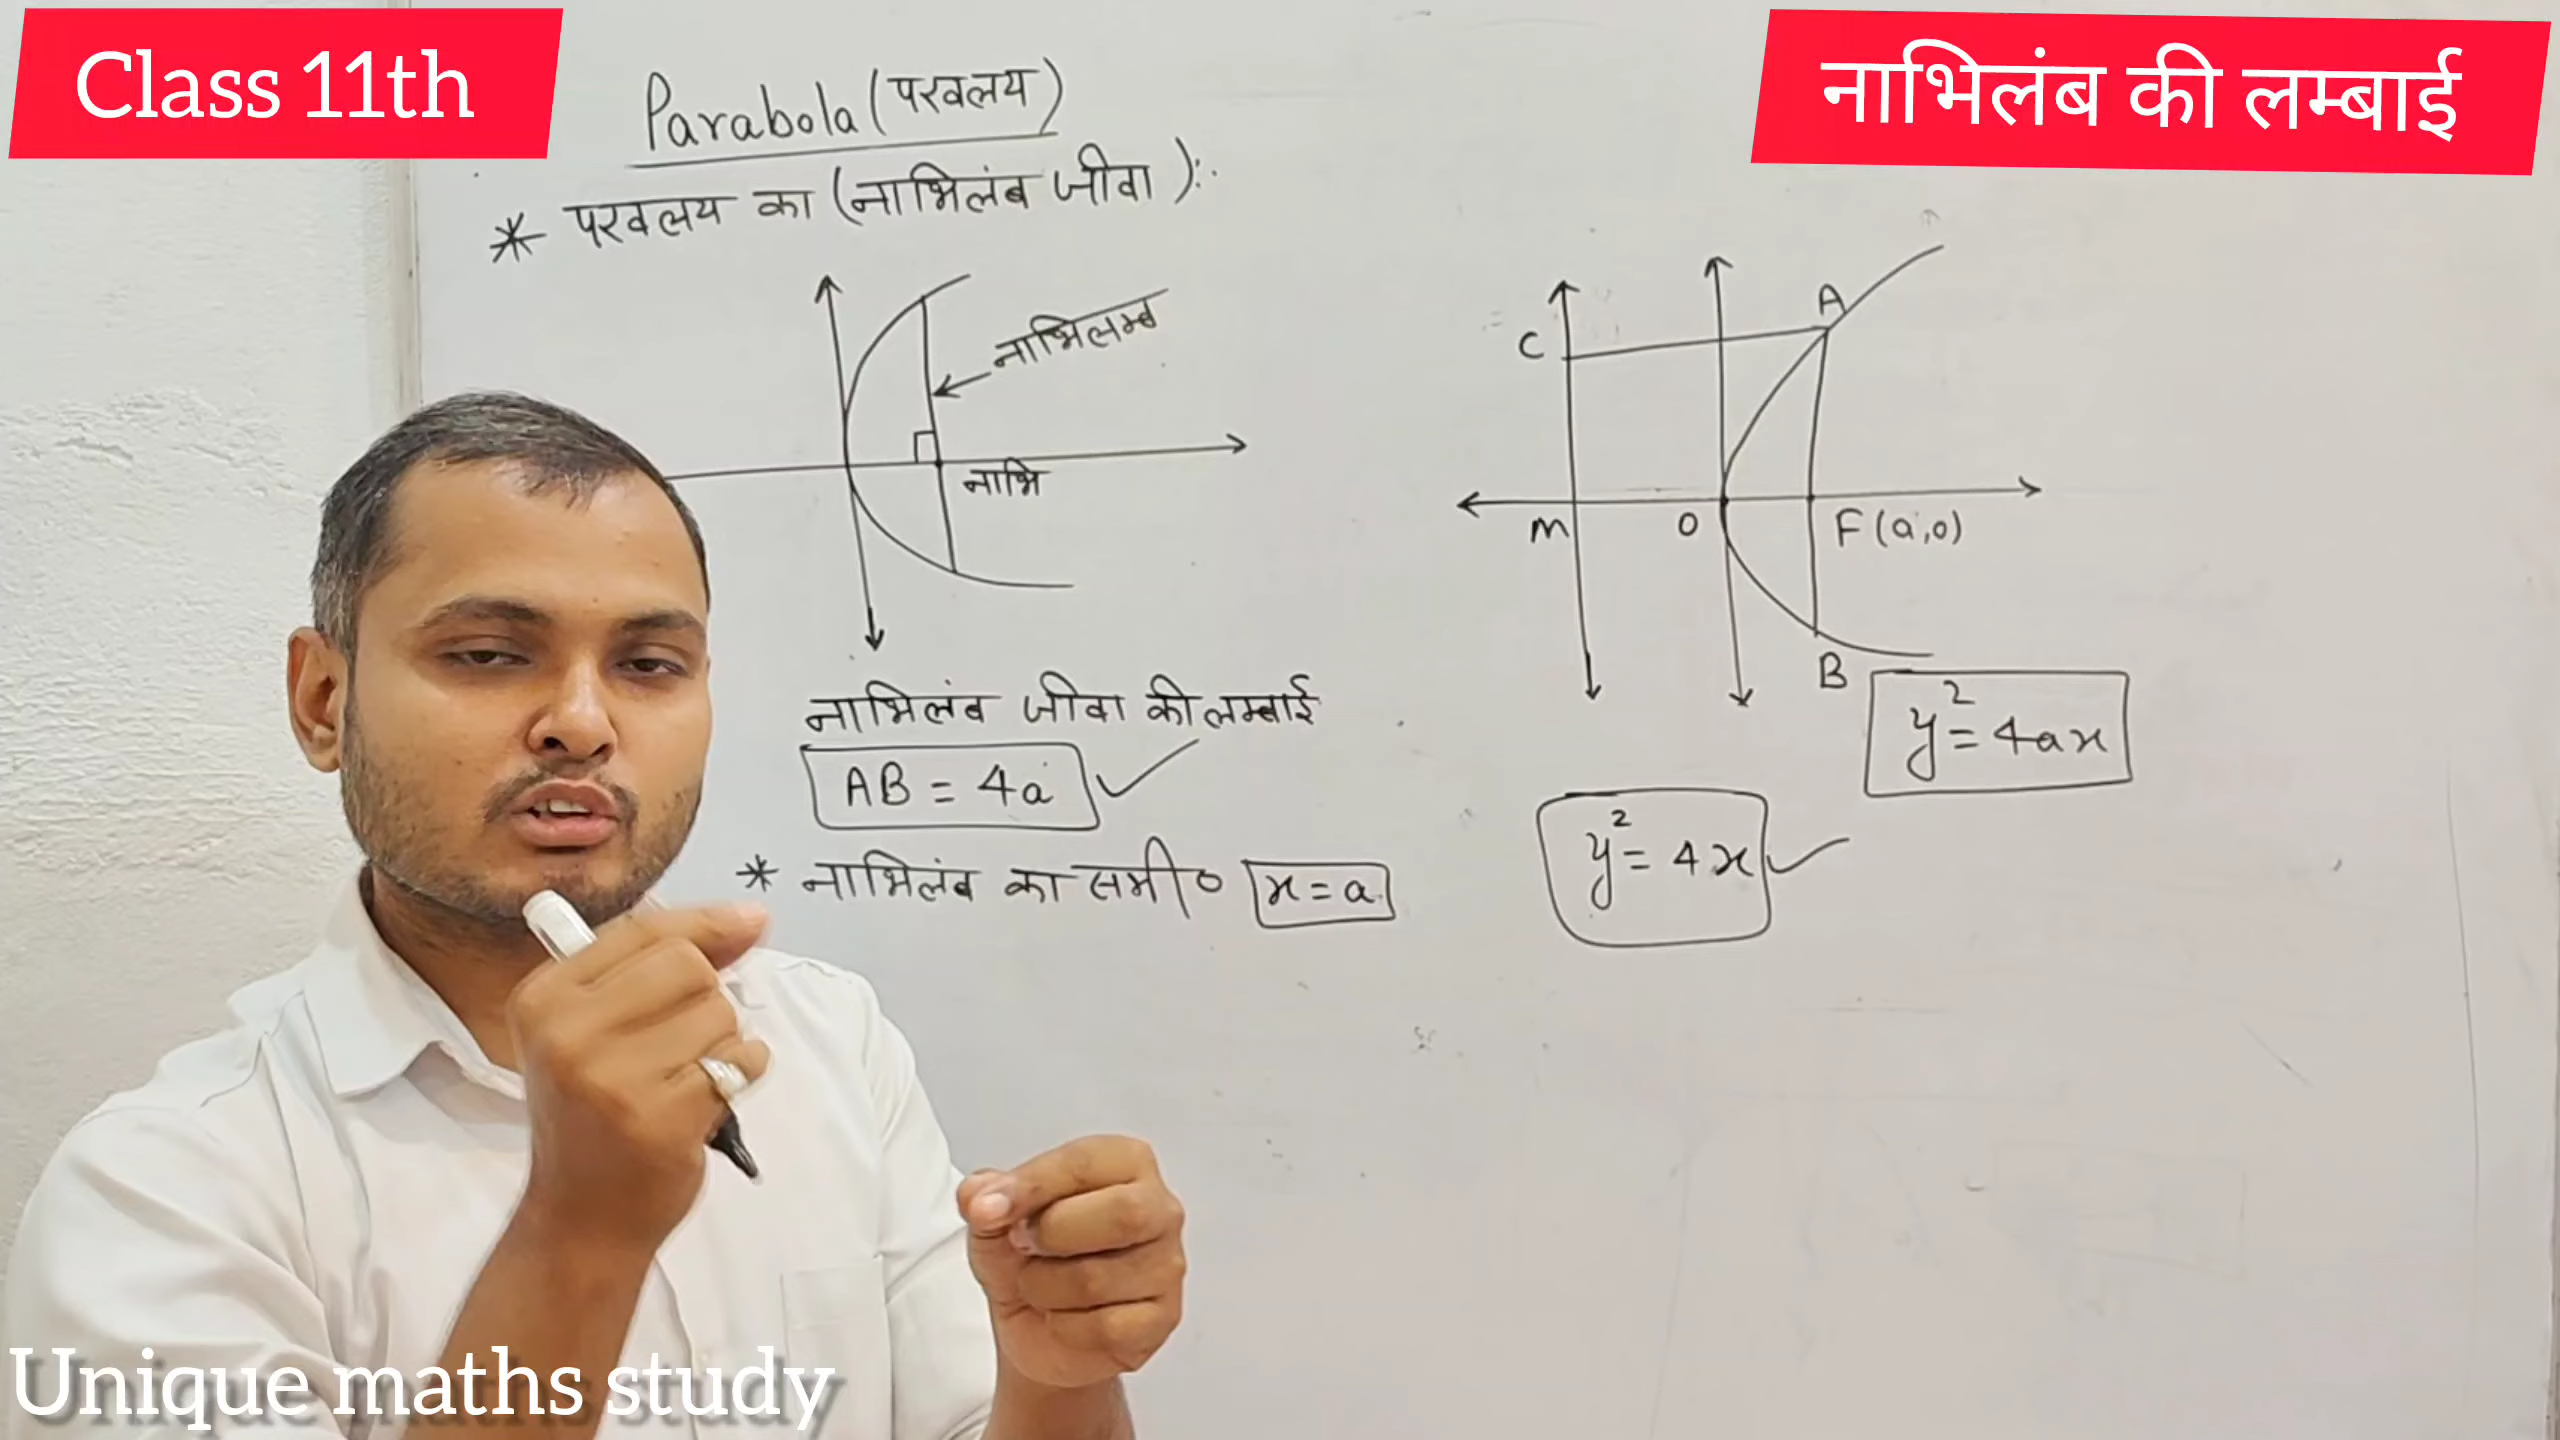 Class 11th
नाभिलंब की लम्बाई
Parabola (परवलय)
* परवलय का (नाभिलंब जीवा ):.
नाभिलम्ब
नाभि
A
C
M
O
F(a,0)
B
y² = 4ax
नाभिलंब जीवा की लम्बाई
AB = 4a ✓
y² = 4x ✓
* नाभिलंब का समी० x = a
Unique maths study